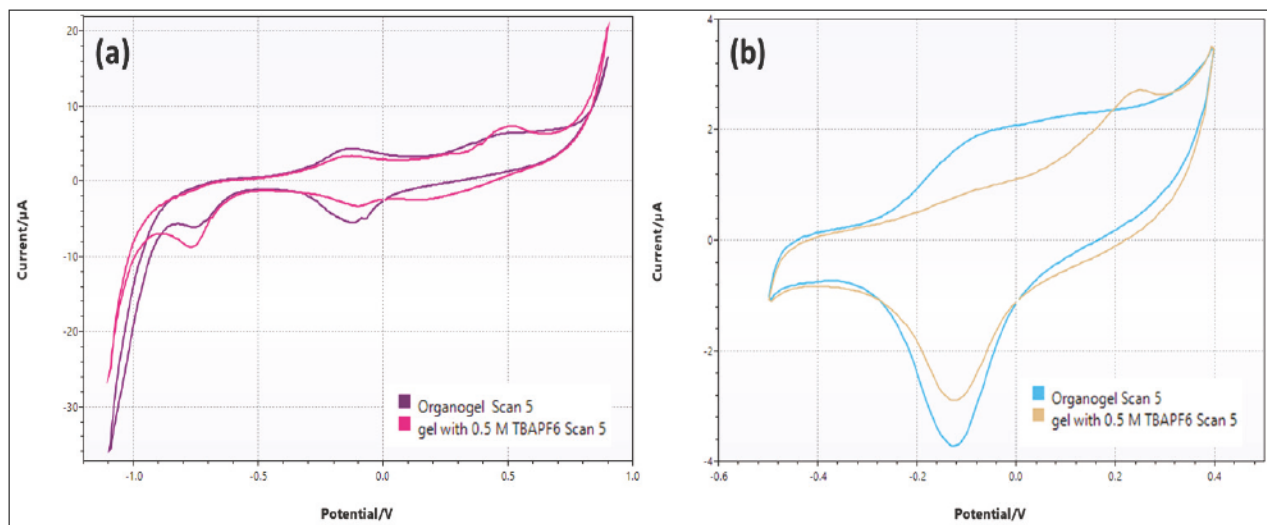 (a)
20
10
0
-10
-20
-30
Current/µA
-1.0
-0.5
0.0
0.5
1.0
Potential/V
Organogel Scan 5
gel with 0.5 M TBAPF6 Scan 5
(b)
4
2
0
-2
-4
Current/µA
-0.6
-0.4
-0.2
0.0
0.2
0.4
Potential/V
Organogel Scan 5
gel with 0.5 M TBAPF6 Scan 5